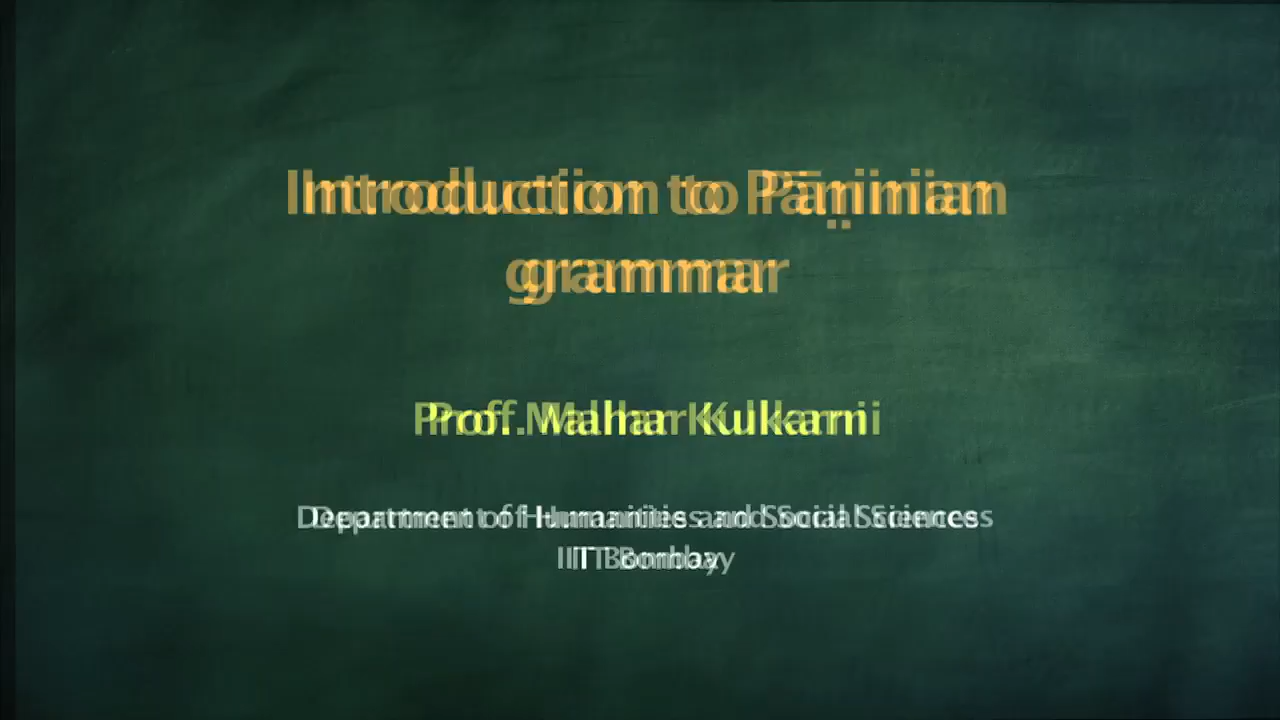 Introduction to Pāṇinian
grammar
Prof. Malhar Kulkarni
Department of Humanities and Social Sciences
IIT Bombay